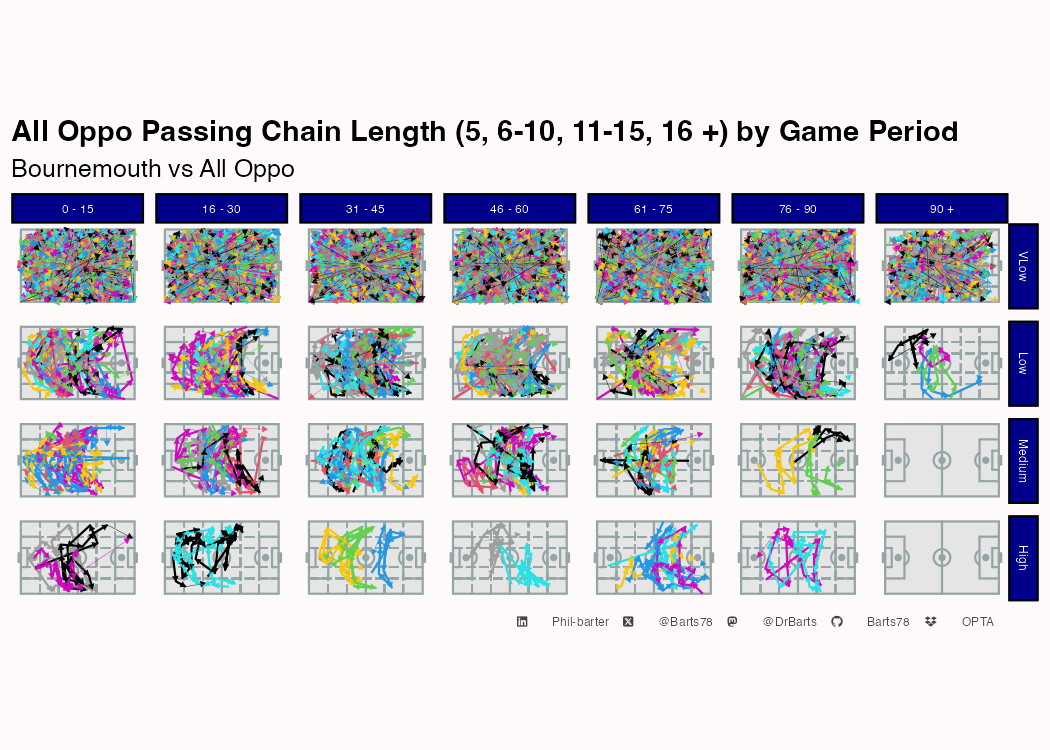 All Oppo Passing Chain Length (5, 6-10, 11-15, 16 +) by Game Period
Bournemouth vs All Oppo
0 - 15 16 - 30 31 - 45 46 - 60 61 - 75 76 - 90 90 +
VLow
Low
Medium
High
Phil-barter @Barts78 @DrBarts Barts78 OPTA